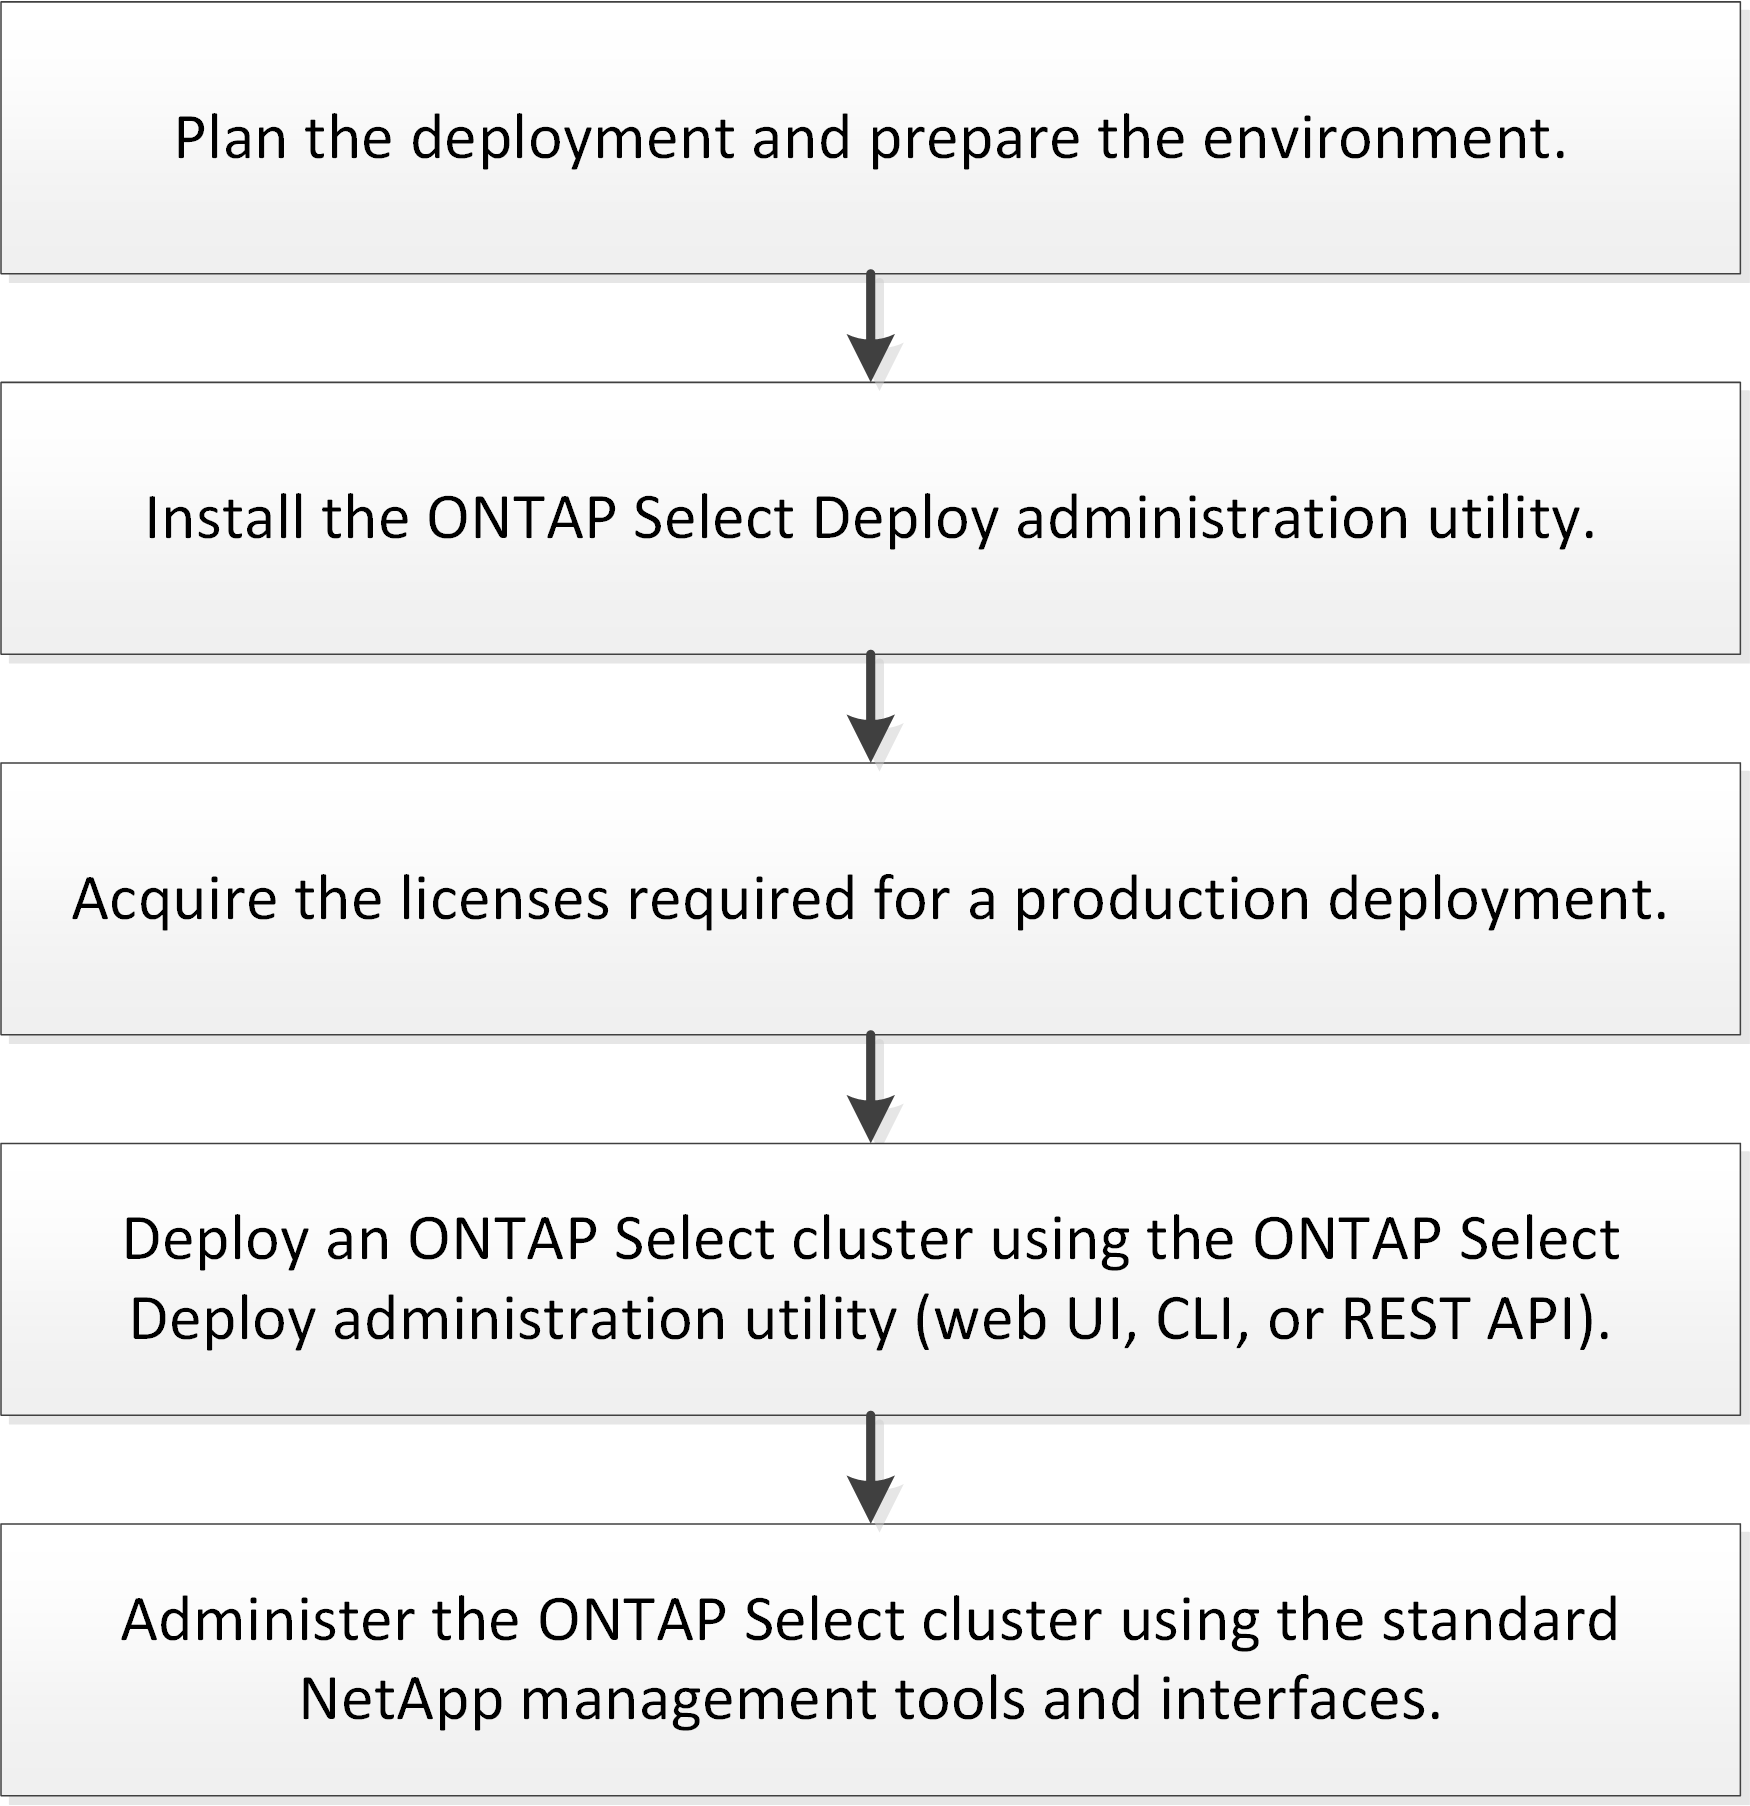 Plan the deployment and prepare the environment.
Install the ONTAP Select Deploy administration utility.
Acquire the licenses required for a production deployment.
Deploy an ONTAP Select cluster using the ONTAP Select
Deploy administration utility (web UI, CLI, or REST API).
Administer the ONTAP Select cluster using the standard
NetApp management tools and interfaces.